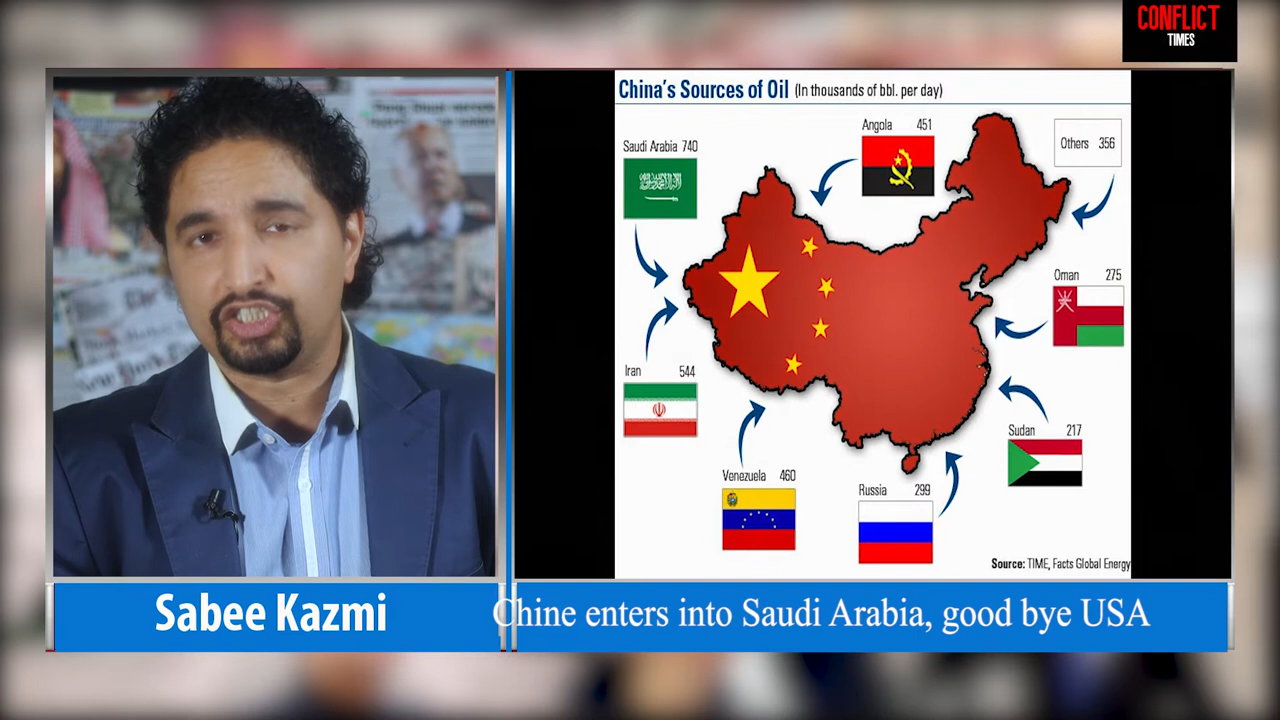 CONFLICT
TIMES
China's Sources of Oil (In thousands of bbl. per day)
Saudi Arabia 740
Angola 451
Others 356
Oman 275
Iran 544
Sudan 217
Venezuela 460
Russia 299
Source: TIME, Facts Global Energy
Sabee Kazmi
Chine enters into Saudi Arabia, good bye USA